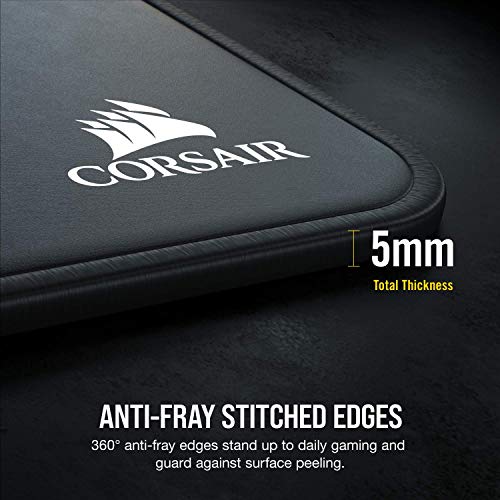 CORSAIR
5mm
Total Thickness
ANTI-FRAY STITCHED EDGES
360° anti-fray edges stand up to daily gaming and
guard against surface peeling.